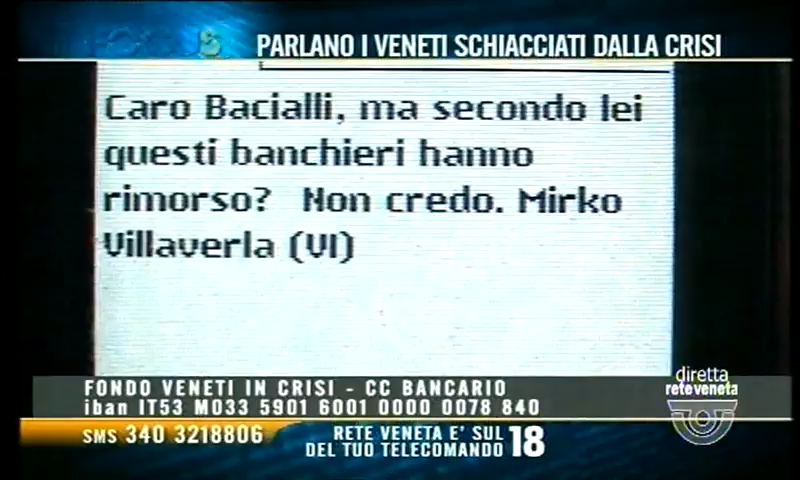 FOCUS
PARLANO I VENETI SCHIACCIATI DALLA CRISI
Caro Bacialli, ma secondo lei
questi banchieri hanno
rimorso?  Non credo. Mirko
Villaverla (VI)
FONDO VENETI IN CRISI - CC BANCARIO
iban IT53 M033 5901 6001 0000 0078 840
diretta
reteveneta
SMS 340 3218806
RETE VENETA E' SUL
DEL TUO TELECOMANDO 18